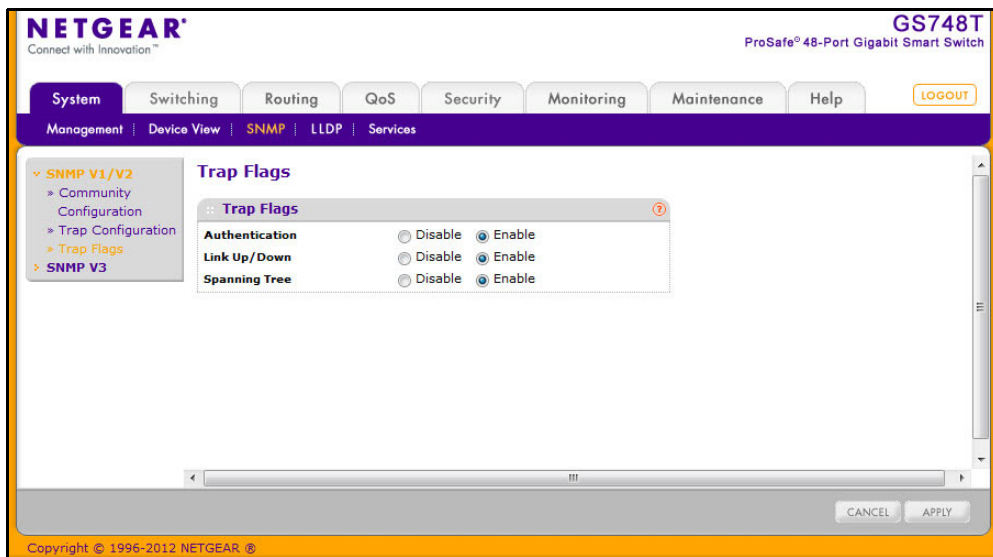 NETGEAR®
Connect with Innovation™
GS748T
ProSafe® 48-Port Gigabit Smart Switch
System Switching Routing QoS Security Monitoring Maintenance Help LOGOUT
Management Device View SNMP LLDP Services
SNMP V1/V2
» Community
Configuration
» Trap Configuration
» Trap Flags
SNMP V3
Trap Flags
Trap Flags ?
Authentication Disable Enable
Link Up/Down Disable Enable
Spanning Tree Disable Enable
CANCEL APPLY
Copyright © 1996-2012 NETGEAR ®